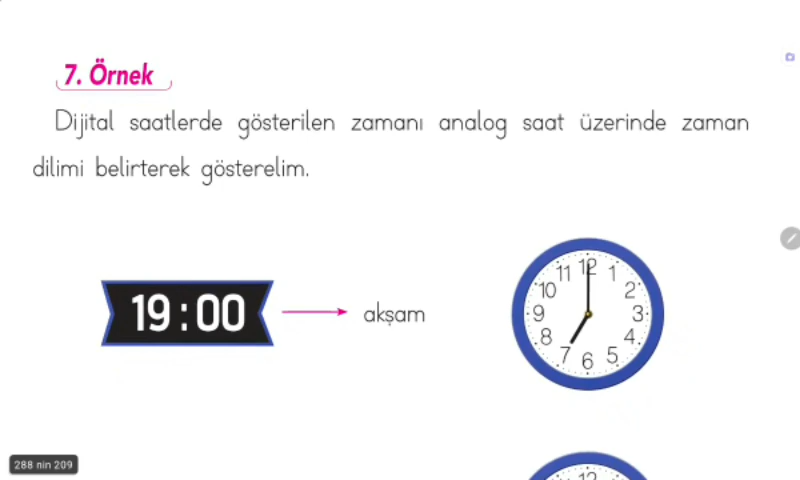 7. Örnek
Dijital saatlerde gösterilen zamanı analog saat üzerinde zaman
dilimi belirterek gösterelim.
19:00
akşam
12
1
2
3
4
5
6
7
8
9
10
11
12
288 nin 209